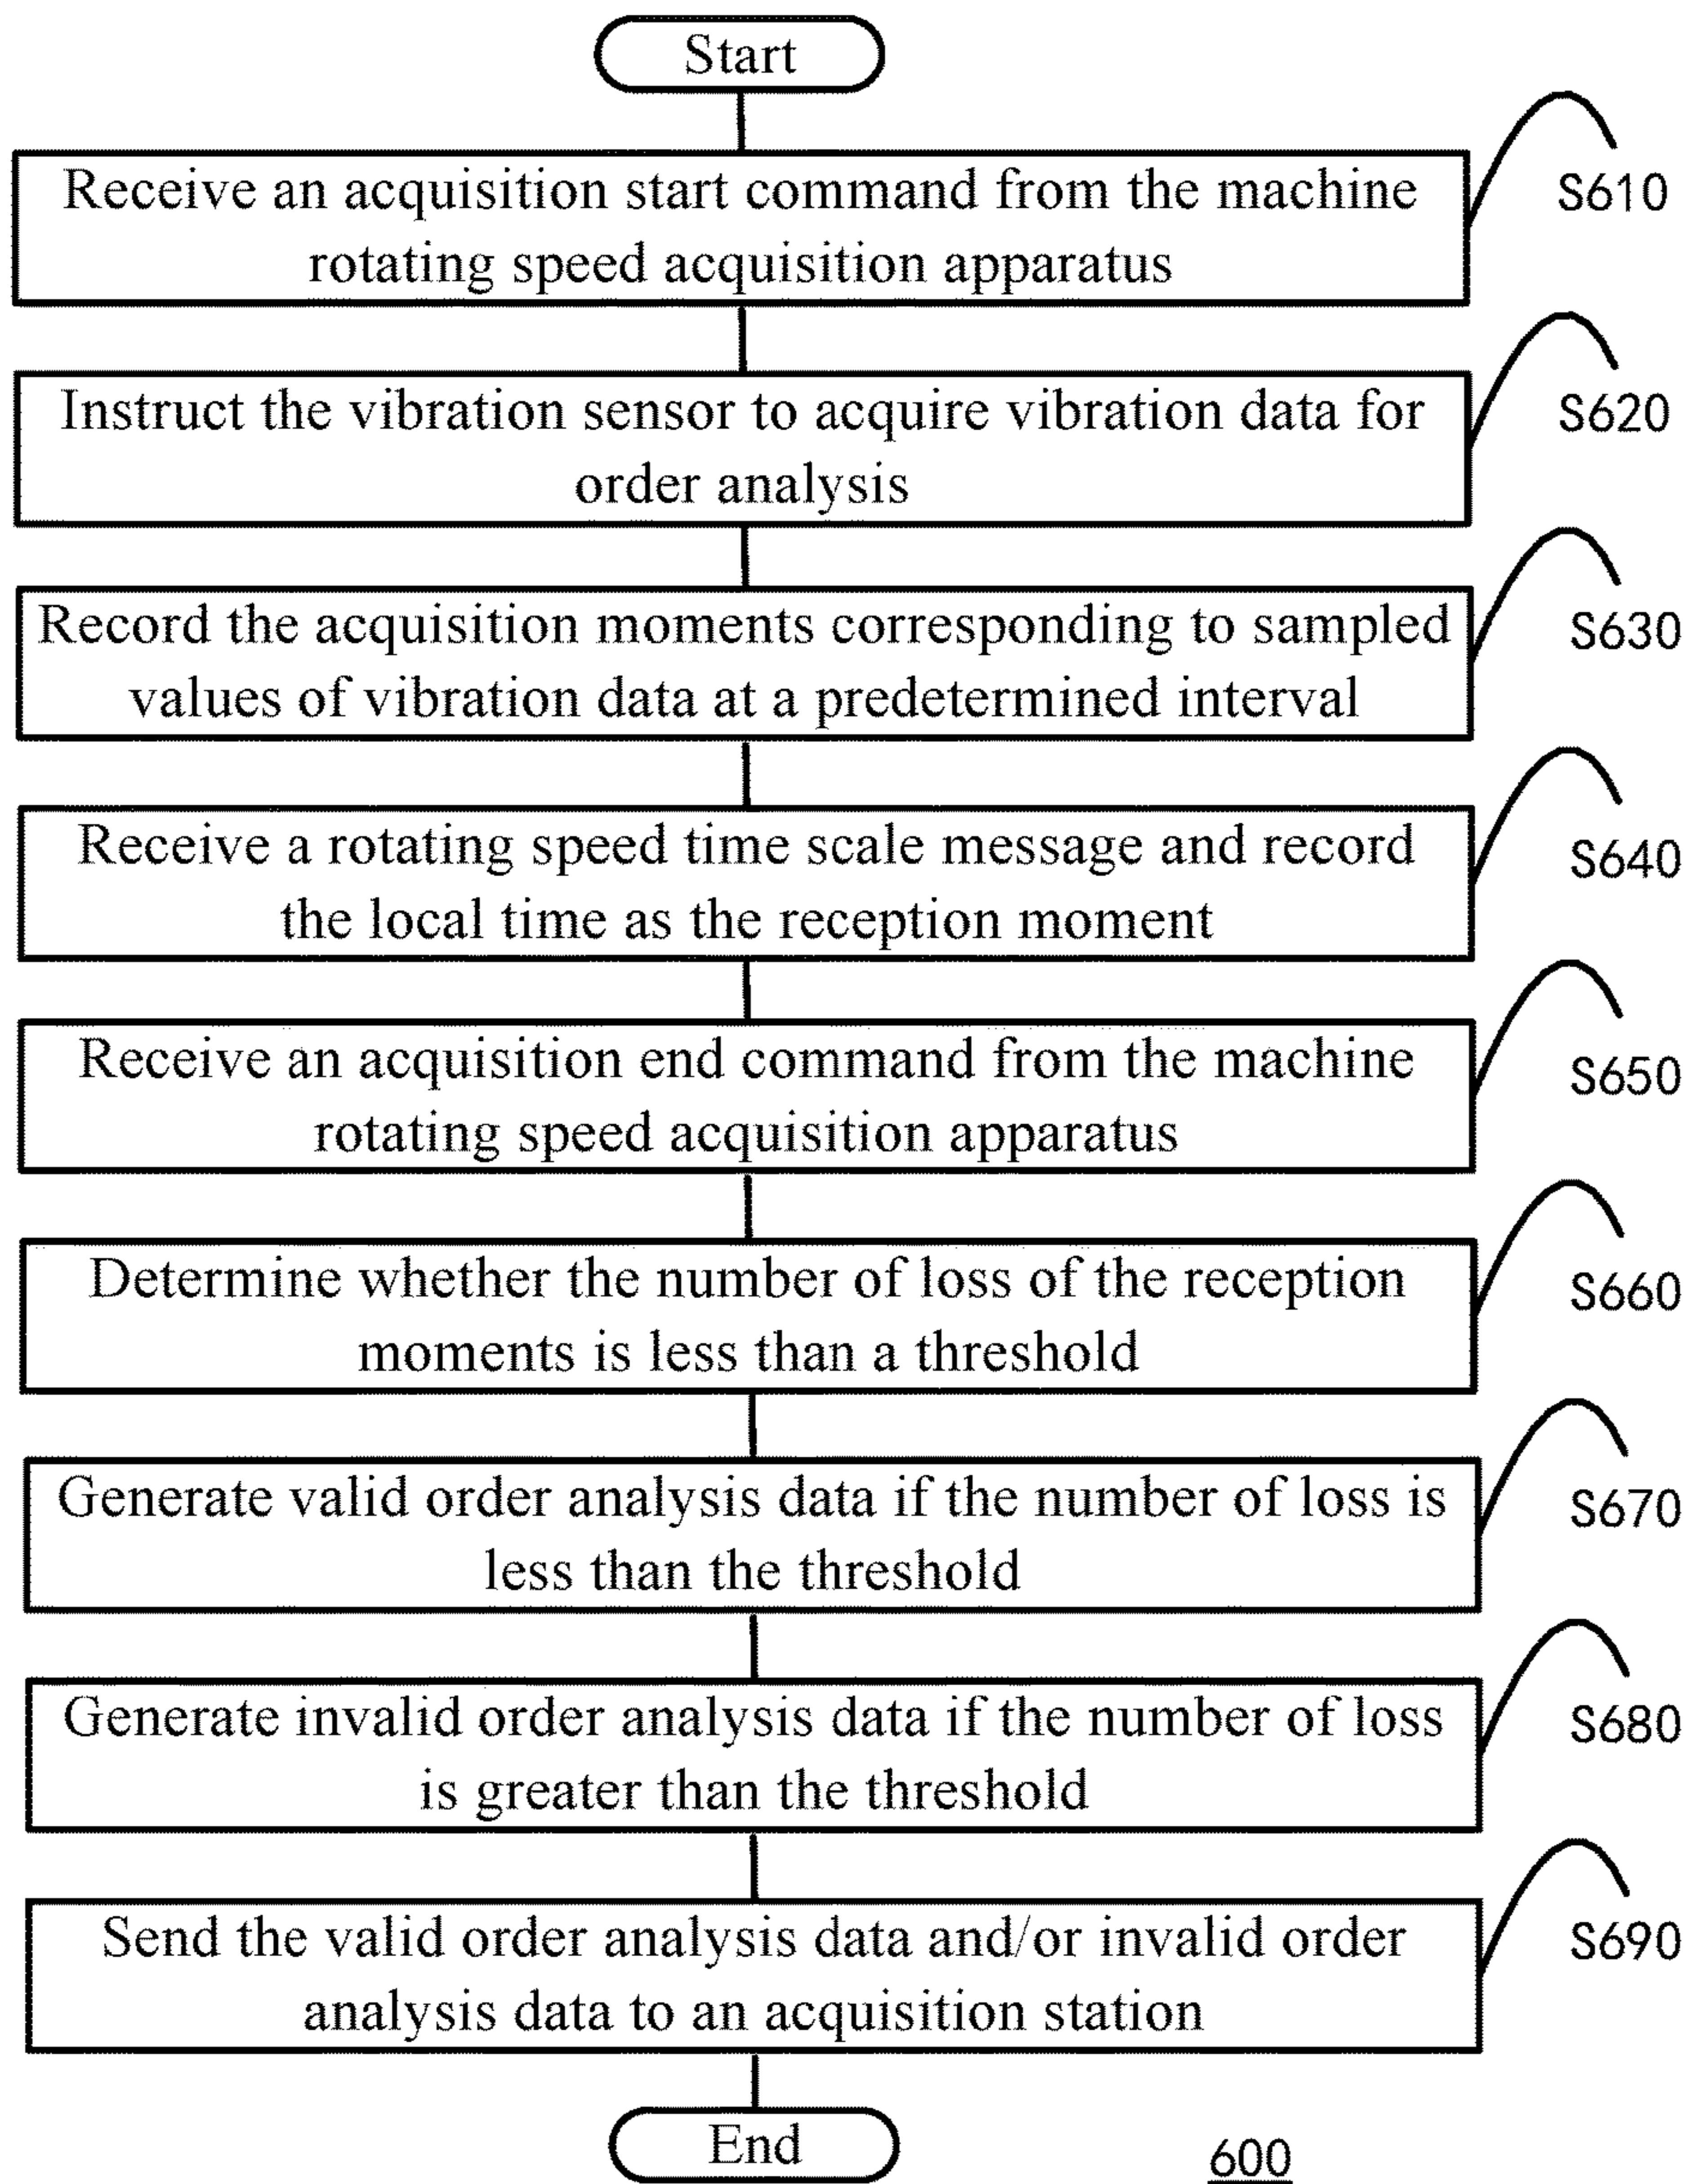 Start
Receive an acquisition start command from the machine
rotating speed acquisition apparatus
S610
Instruct the vibration sensor to acquire vibration data for
order analysis
S620
Record the acquisition moments corresponding to sampled
values of vibration data at a predetermined interval
S630
Receive a rotating speed time scale message and record
the local time as the reception moment
S640
Receive an acquisition end command from the machine
rotating speed acquisition apparatus
S650
Determine whether the number of loss of the reception
moments is less than a threshold
S660
Generate valid order analysis data if the number of loss is
less than the threshold
S670
Generate invalid order analysis data if the number of loss
is greater than the threshold
S680
Send the valid order analysis data and/or invalid order
analysis data to an acquisition station
S690
End
600